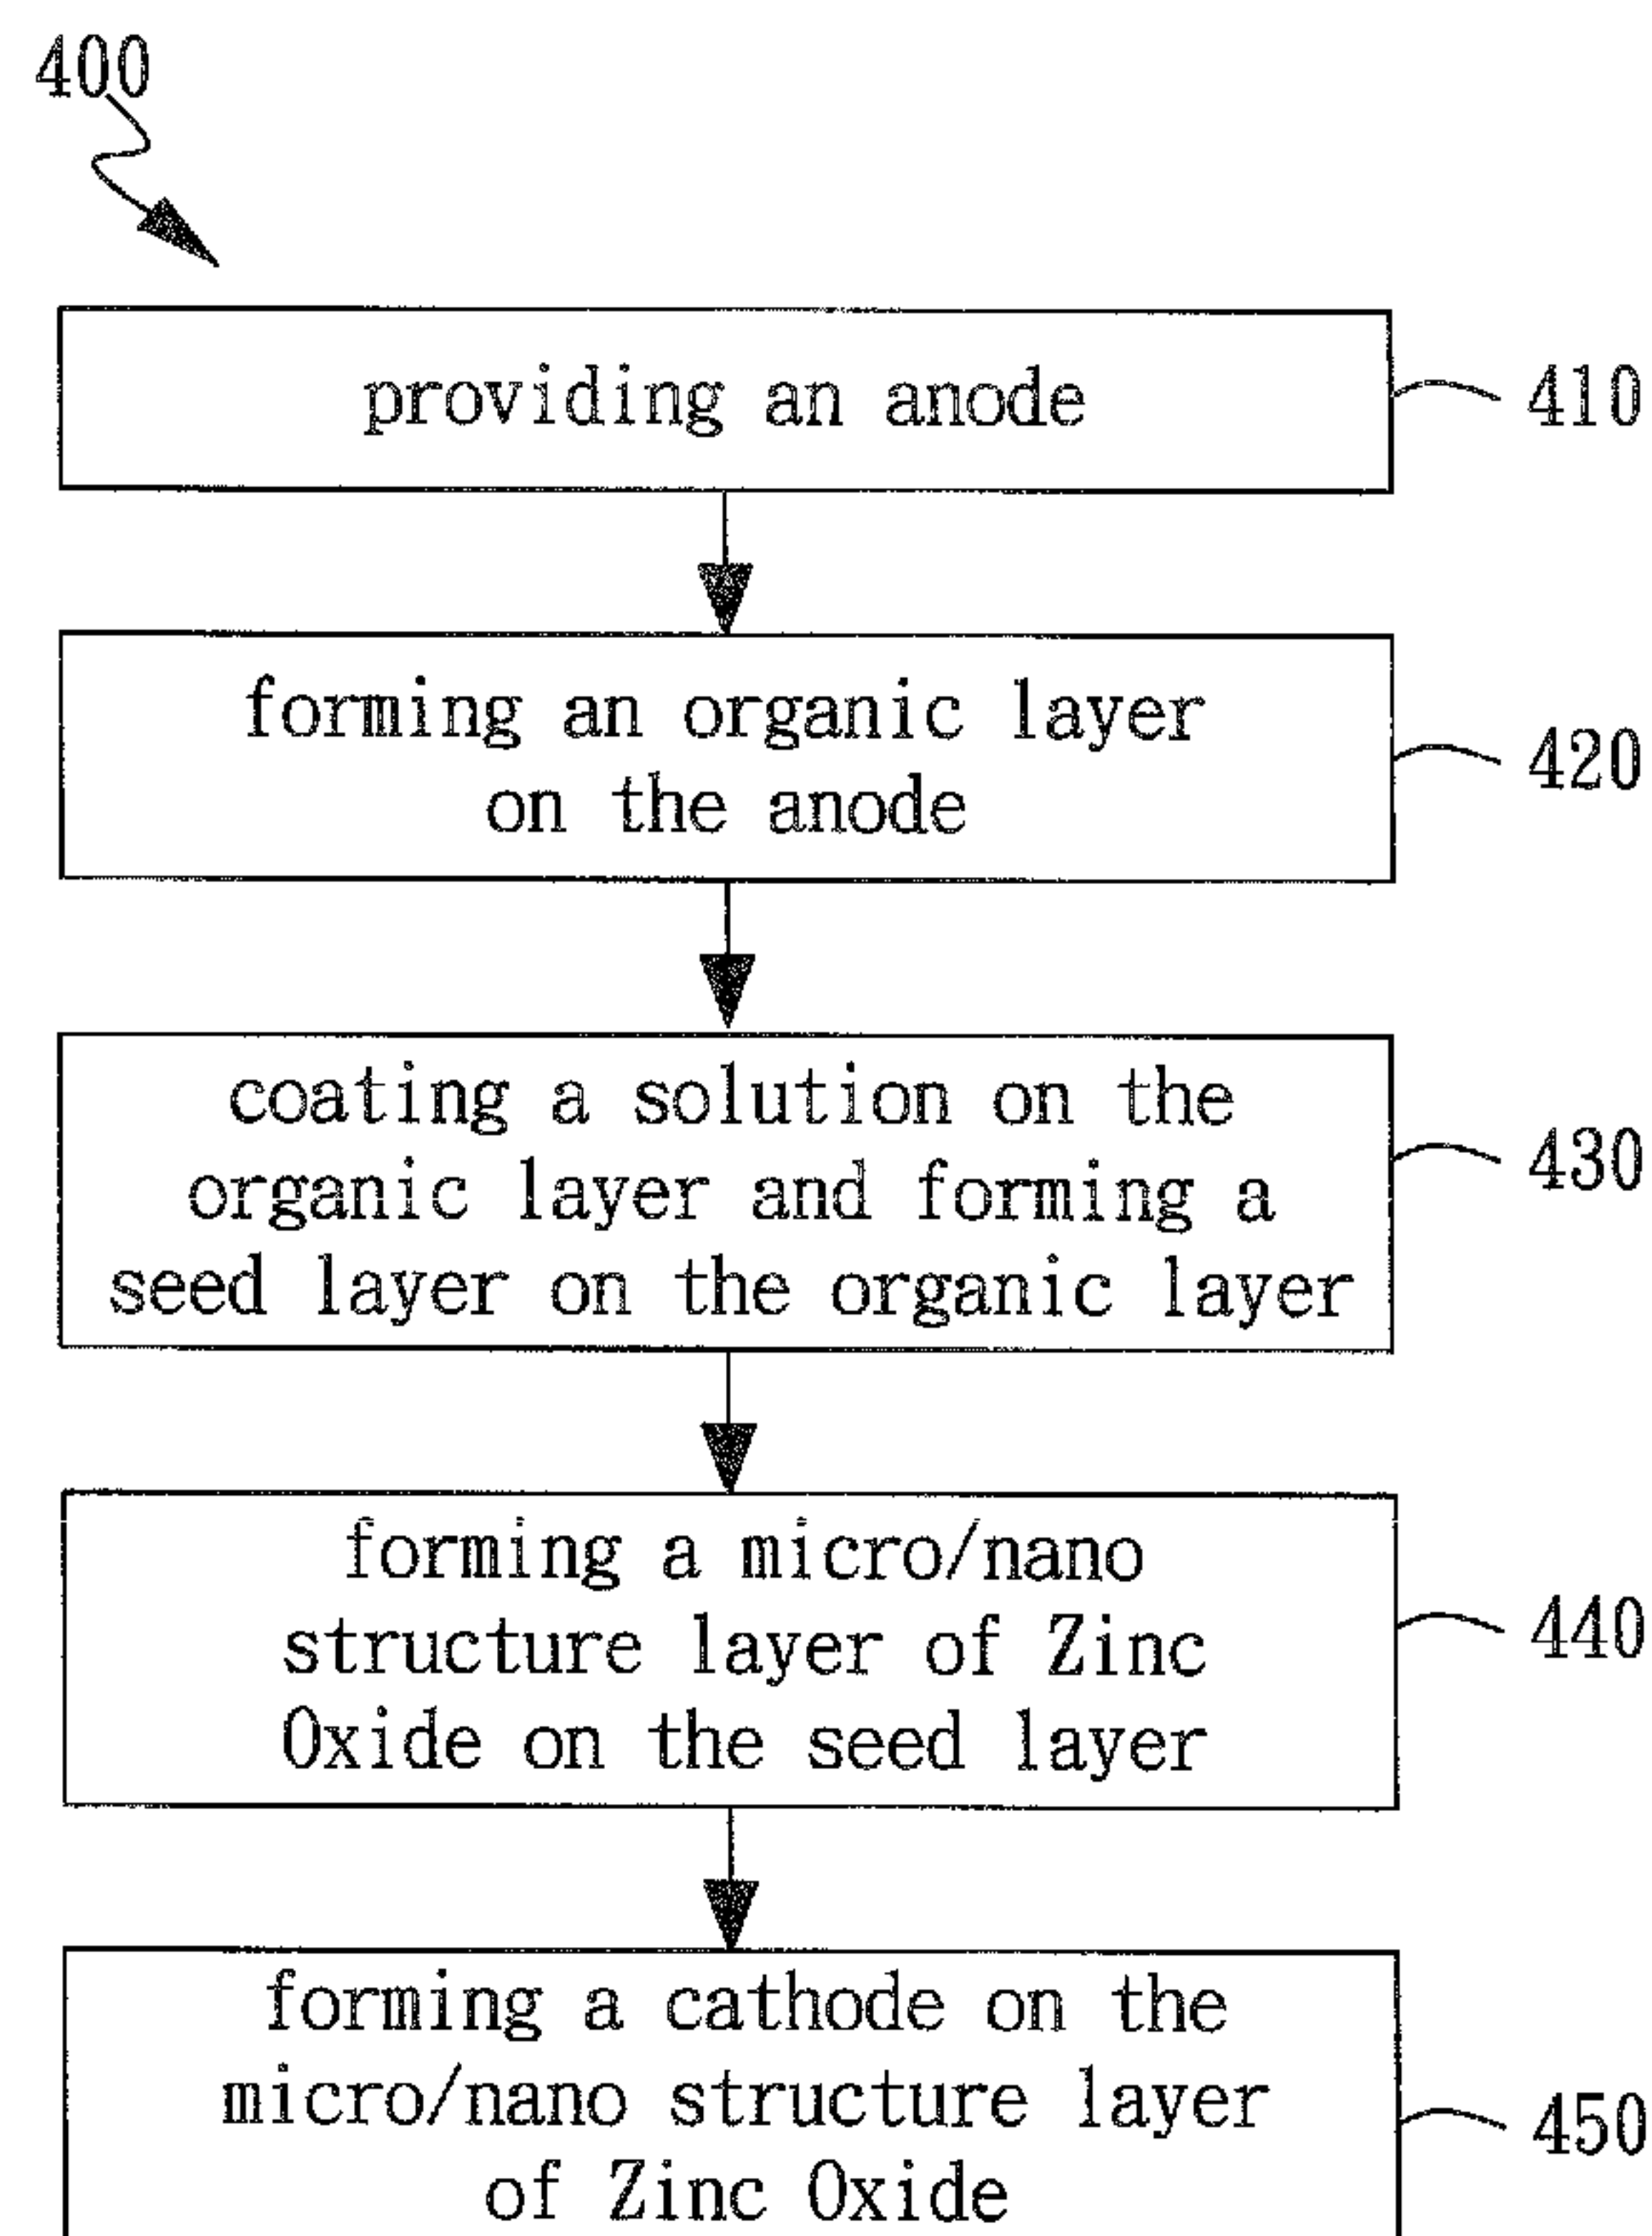 400
providing an anode
410
forming an organic layer
on the anode
420
coating a solution on the
organic layer and forming a
seed layer on the organic layer
430
forming a micro/nano
structure layer of Zinc
Oxide on the seed layer
440
forming a cathode on the
micro/nano structure layer
of Zinc Oxide
450